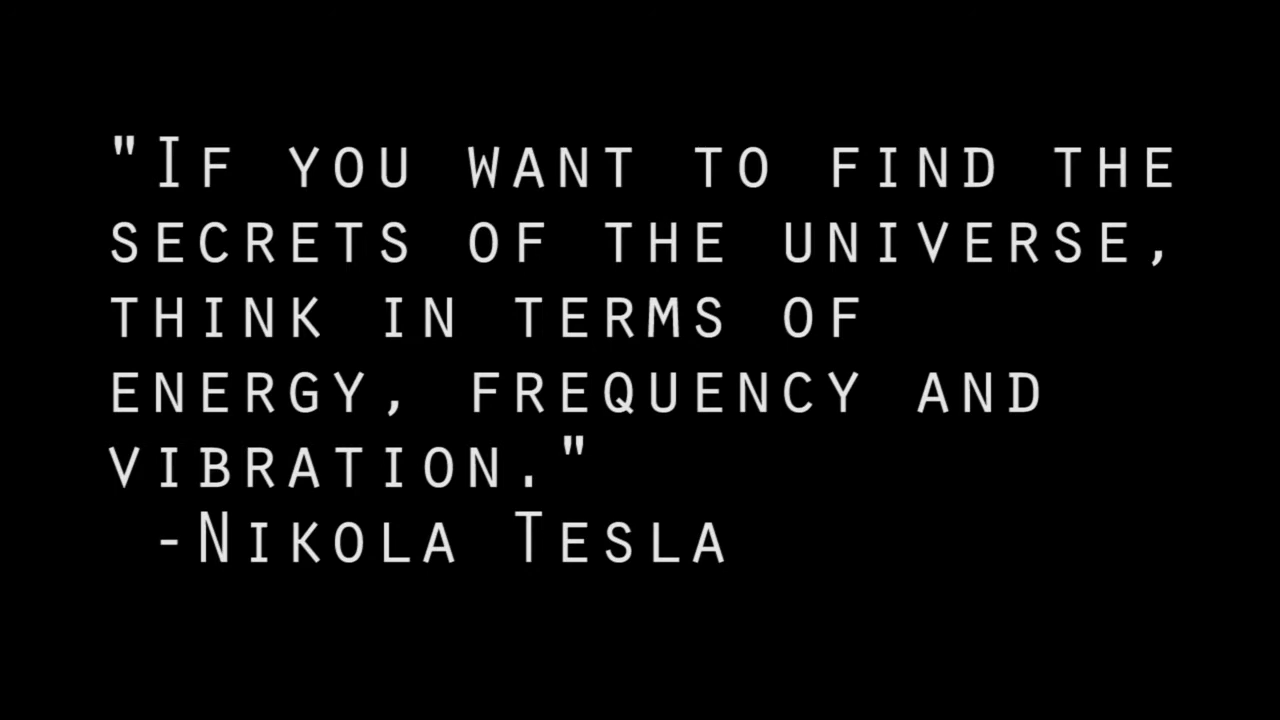 "If you want to find the
secrets of the universe,
think in terms of
energy, frequency and
vibration."
-Nikola Tesla